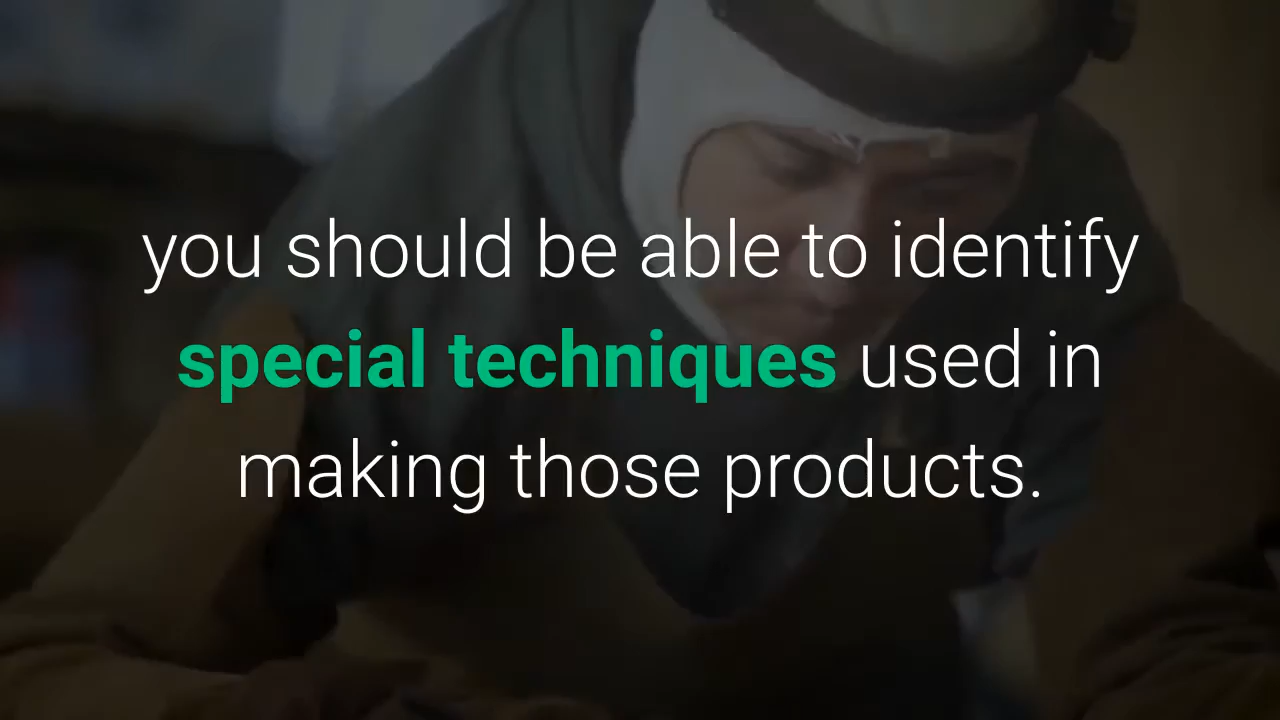 you should be able to identify
special techniques used in
making those products.